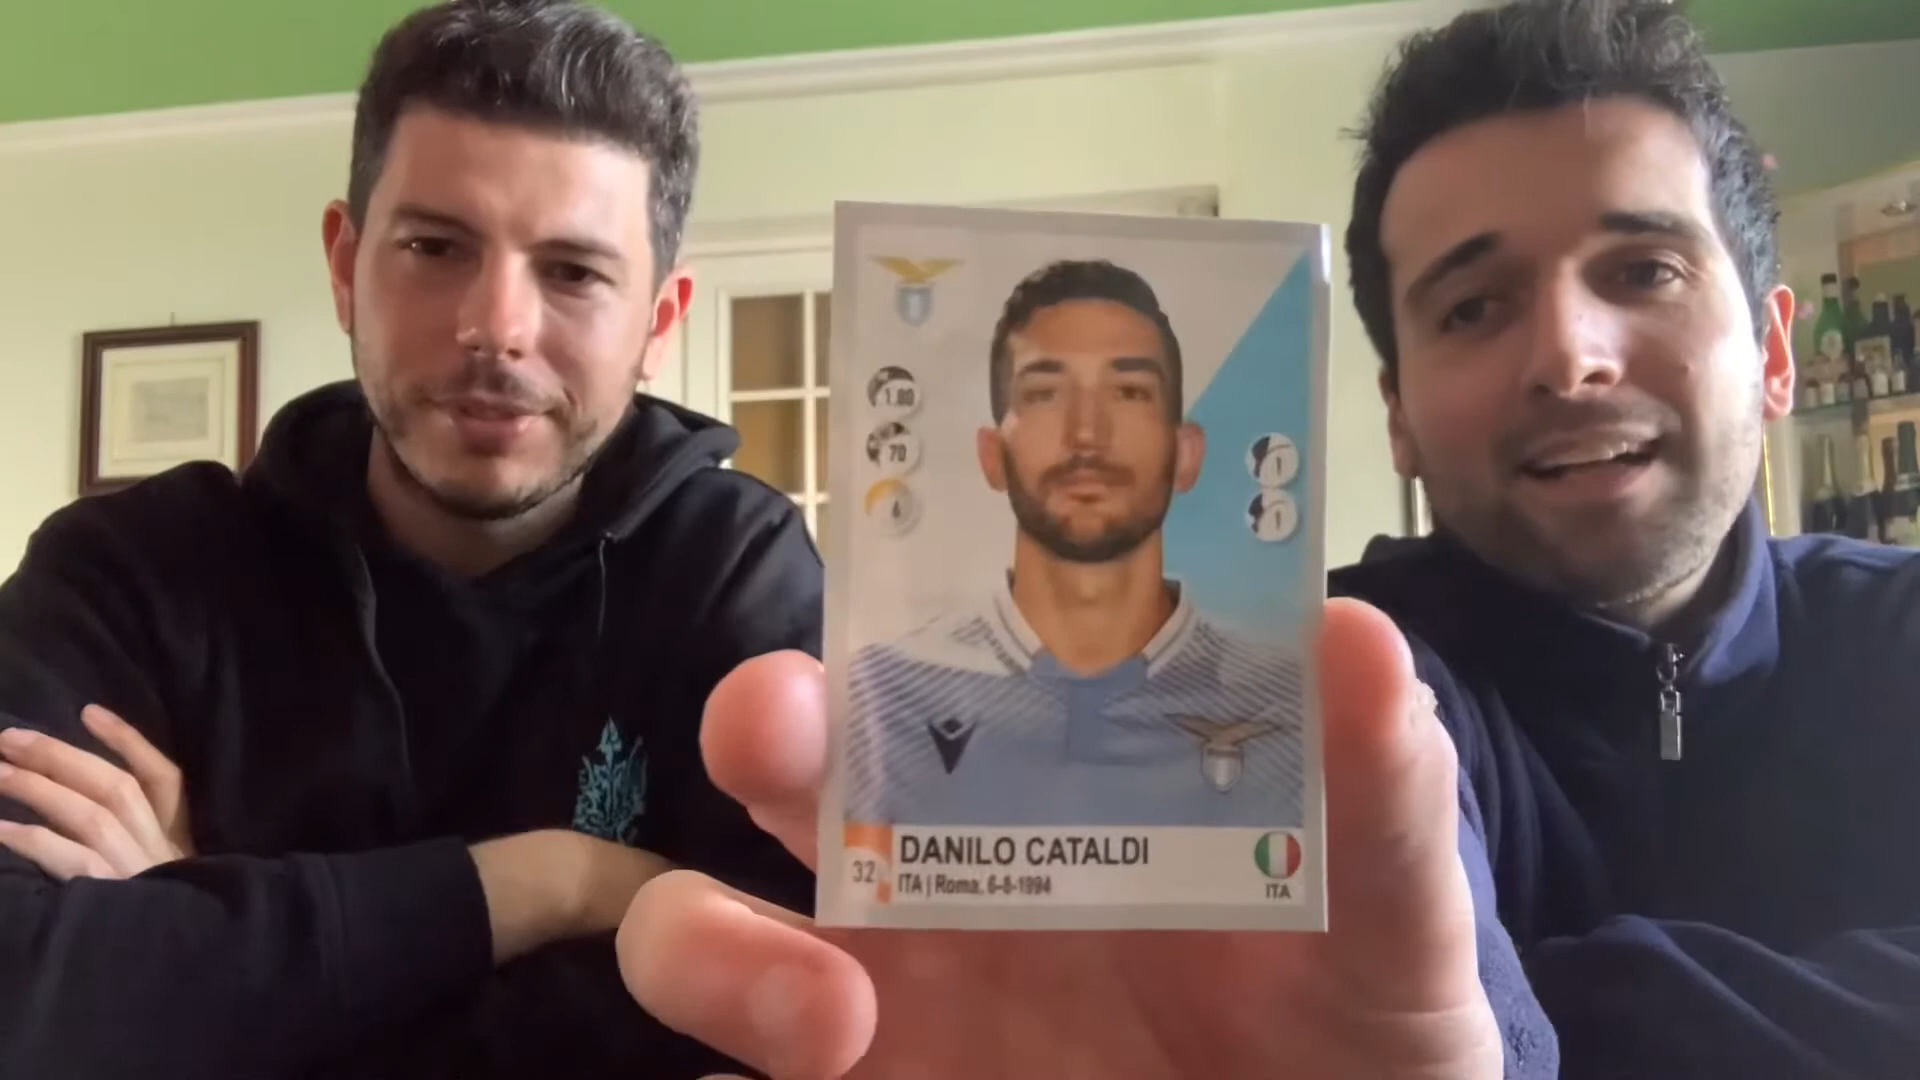 1.80
70
6
1
1
32
DANILO CATALDI
ITA | Roma, 6-8-1994
ITA